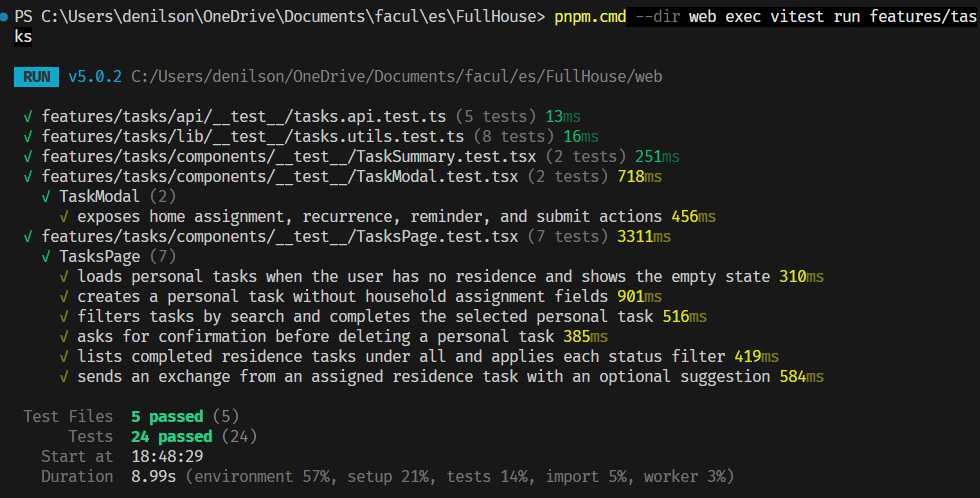 PS C:\Users\denilson\OneDrive\Documents\facul\es\FullHouse> pnpm.cmd --dir web exec vitest run features/tas
ks
RUN v5.0.2 C:/Users/denilson/OneDrive/Documents/facul/es/FullHouse/web
√ features/tasks/api/__test__/tasks.api.test.ts (5 tests) 13ms
√ features/tasks/lib/__test__/tasks.utils.test.ts (8 tests) 16ms
√ features/tasks/components/__test__/TaskSummary.test.tsx (2 tests) 251ms
√ features/tasks/components/__test__/TaskModal.test.tsx (2 tests) 718ms
√ TaskModal (2)
√ exposes home assignment, recurrence, reminder, and submit actions 456ms
√ features/tasks/components/__test__/TasksPage.test.tsx (7 tests) 3311ms
√ TasksPage (7)
√ loads personal tasks when the user has no residence and shows the empty state 310ms
√ creates a personal task without household assignment fields 901ms
√ filters tasks by search and completes the selected personal task 516ms
√ asks for confirmation before deleting a personal task 385ms
√ lists completed residence tasks under all and applies each status filter 419ms
√ sends an exchange from an assigned residence task with an optional suggestion 584ms
Test Files 5 passed (5)
Tests 24 passed (24)
Start at 18:48:29
Duration 8.99s (environment 57%, setup 21%, tests 14%, import 5%, worker 3%)